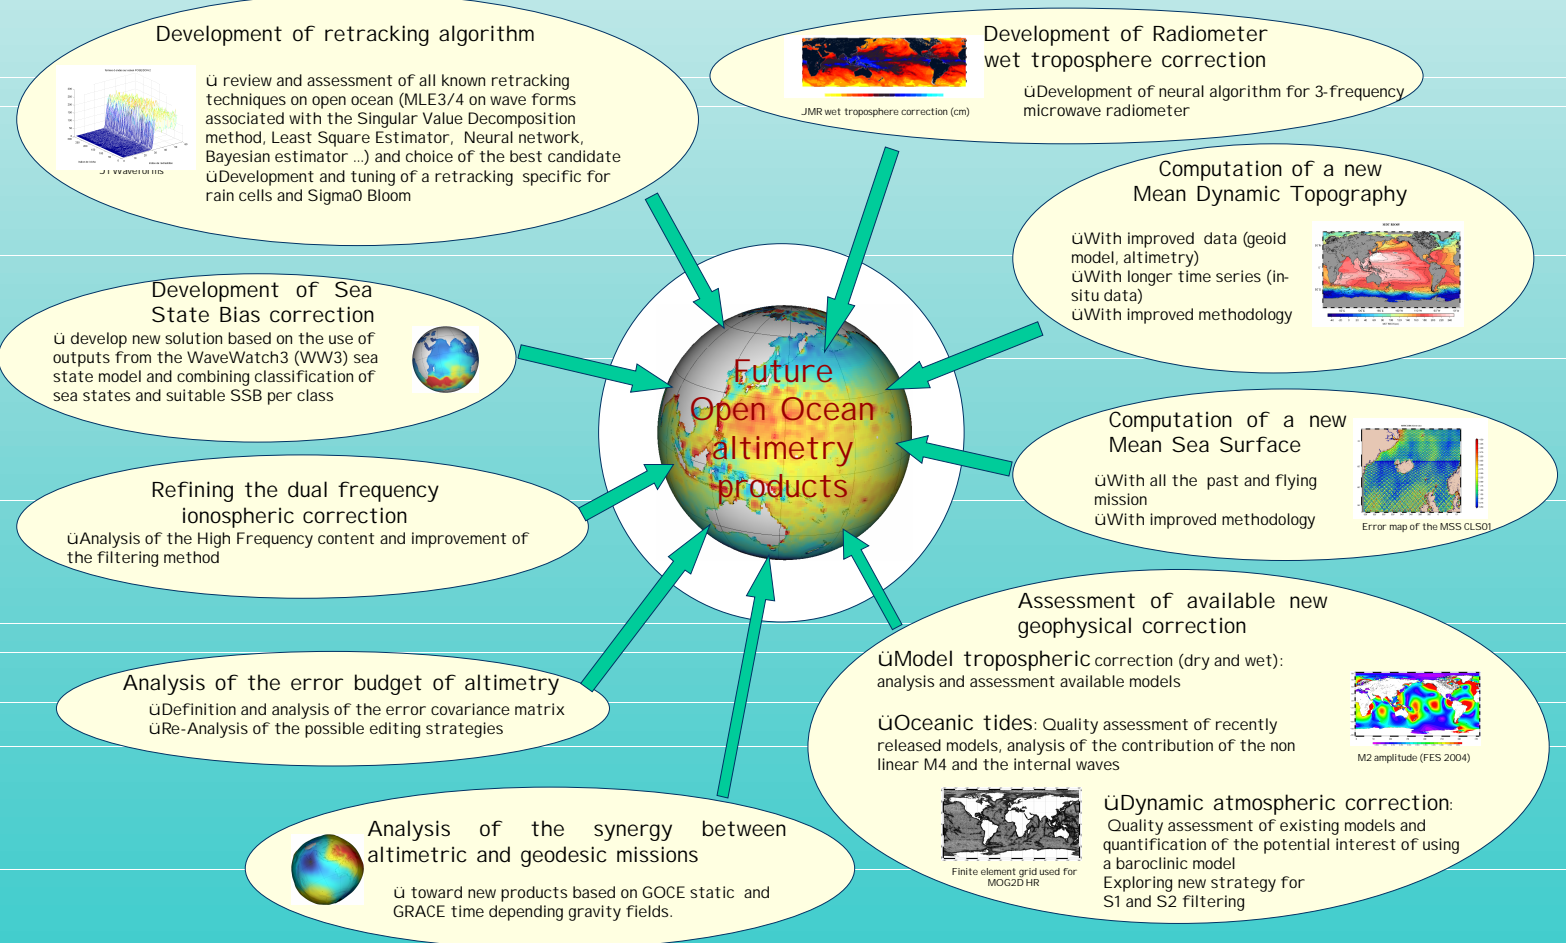 Development of retracking algorithm
ü review and assessment of all known retracking
techniques on open ocean (MLE3/4 on wave forms
associated with the Singular Value Decomposition
method, Least Square Estimator, Neural network,
Bayesian estimator ...) and choice of the best candidate
üDevelopment and tuning of a retracking specific for
rain cells and Sigma0 Bloom
J1 Waveforms
Development of Radiometer
wet troposphere correction
üDevelopment of neural algorithm for 3-frequency
microwave radiometer
JMR wet troposphere correction (cm)
Computation of a new
Mean Dynamic Topography
üWith improved data (geoid
model, altimetry)
üWith longer time series (in-
situ data)
üWith improved methodology
Development of Sea
State Bias correction
ü develop new solution based on the use of
outputs from the WaveWatch3 (WW3) sea
state model and combining classification of
sea states and suitable SSB per class
Future
Open Ocean
altimetry
products
Computation of a new
Mean Sea Surface
üWith all the past and flying
mission
üWith improved methodology
Error map of the MSS CLS01
Refining the dual frequency
ionospheric correction
üAnalysis of the High Frequency content and improvement of
the filtering method
Assessment of available new
geophysical correction
üModel tropospheric correction (dry and wet):
analysis and assessment available models
üOceanic tides: Quality assessment of recently
released models, analysis of the contribution of the non
linear M4 and the internal waves
M2 amplitude (FES 2004)
üDynamic atmospheric correction:
Quality assessment of existing models and
quantification of the potential interest of using
a baroclinic model
Exploring new strategy for
S1 and S2 filtering
Finite element grid used for
MOG2D HR
Analysis of the error budget of altimetry
üDefinition and analysis of the error covariance matrix
üRe-Analysis of the possible editing strategies
Analysis of the synergy between
altimetric and geodesic missions
ü toward new products based on GOCE static and
GRACE time depending gravity fields.